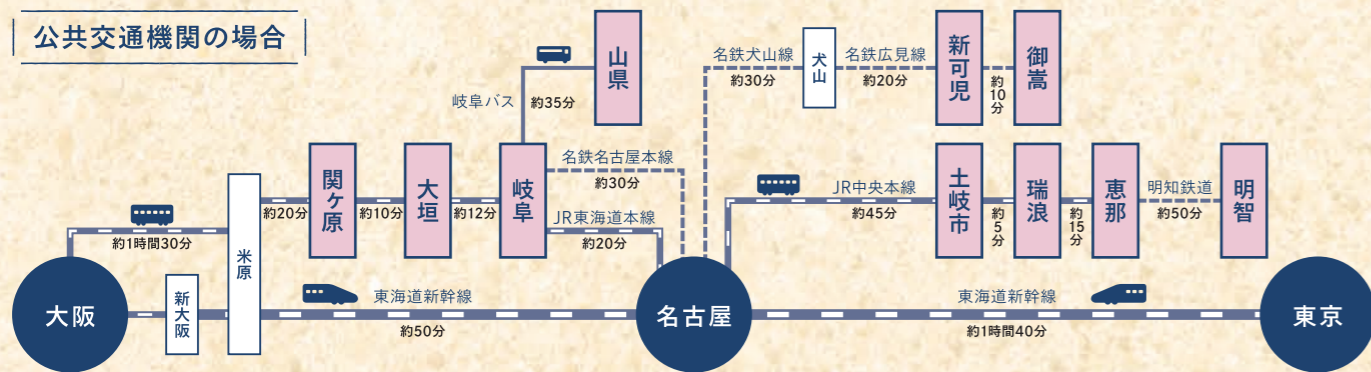 公共交通機関の場合
山県
岐阜バス
約35分
名鉄犬山線
約30分
犬山
名鉄広見線
約20分
新可児
約10分
御嵩
大阪
約1時間30分
新大阪
米原
約20分
関ヶ原
約10分
大垣
約12分
岐阜
名鉄名古屋本線
約30分
JR東海道本線
約20分
東海道新幹線
約50分
名古屋
JR中央本線
約45分
土岐市
約5分
瑞浪
約15分
恵那
明知鉄道
約50分
明智
東海道新幹線
約1時間40分
東京